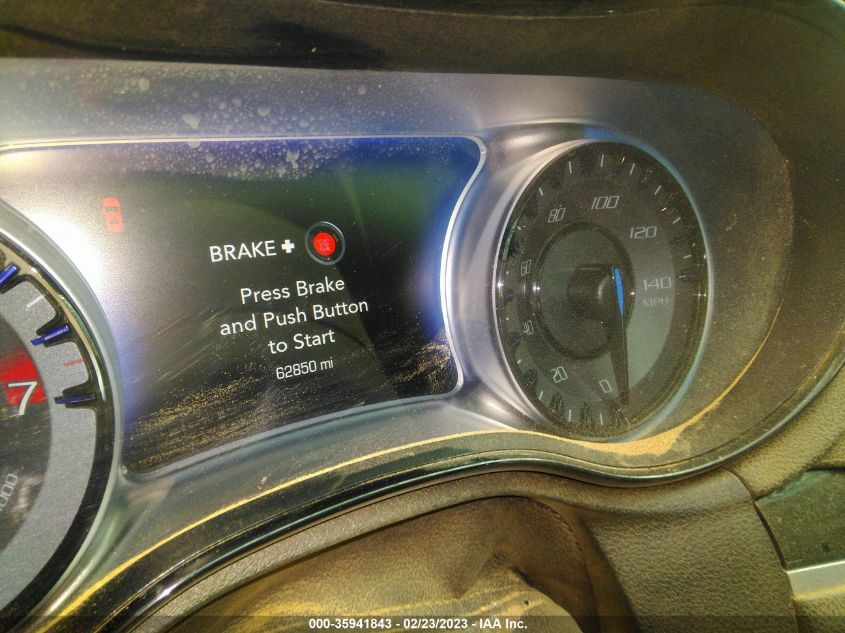 BRAKE +
Press Brake
and Push Button
to Start
62850 mi
7
000
0
20
40
60
80
100
120
140
MPH
000-35941843 - 02/23/2023 - IAA Inc.